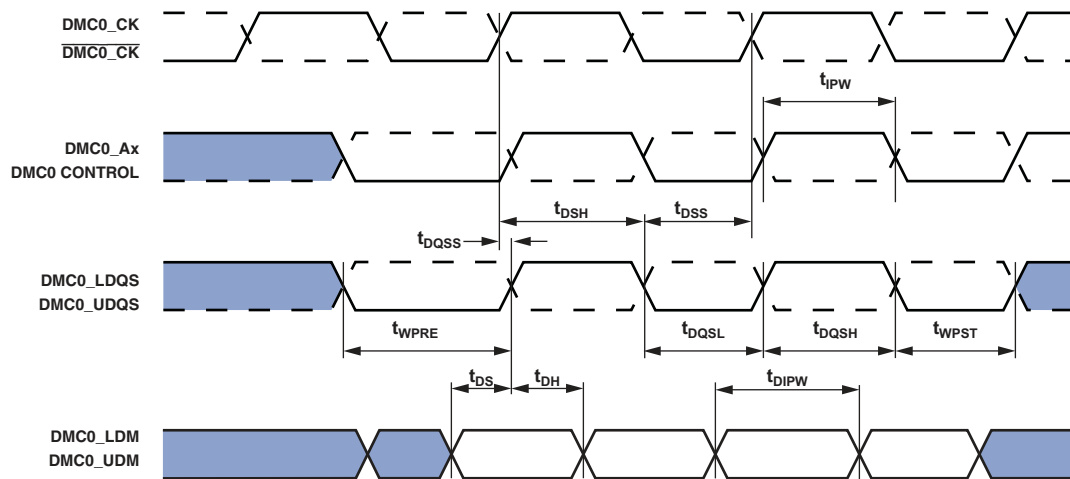 DMC0_CK
DMC0_CK
tIPW
DMC0_Ax
DMC0 CONTROL
tDSH
tDSS
tDQSS
DMC0_LDQS
DMC0_UDQS
tWPRE
tDQSL
tDQSH
tWPST
tDS
tDH
tDIPW
DMC0_LDM
DMC0_UDM